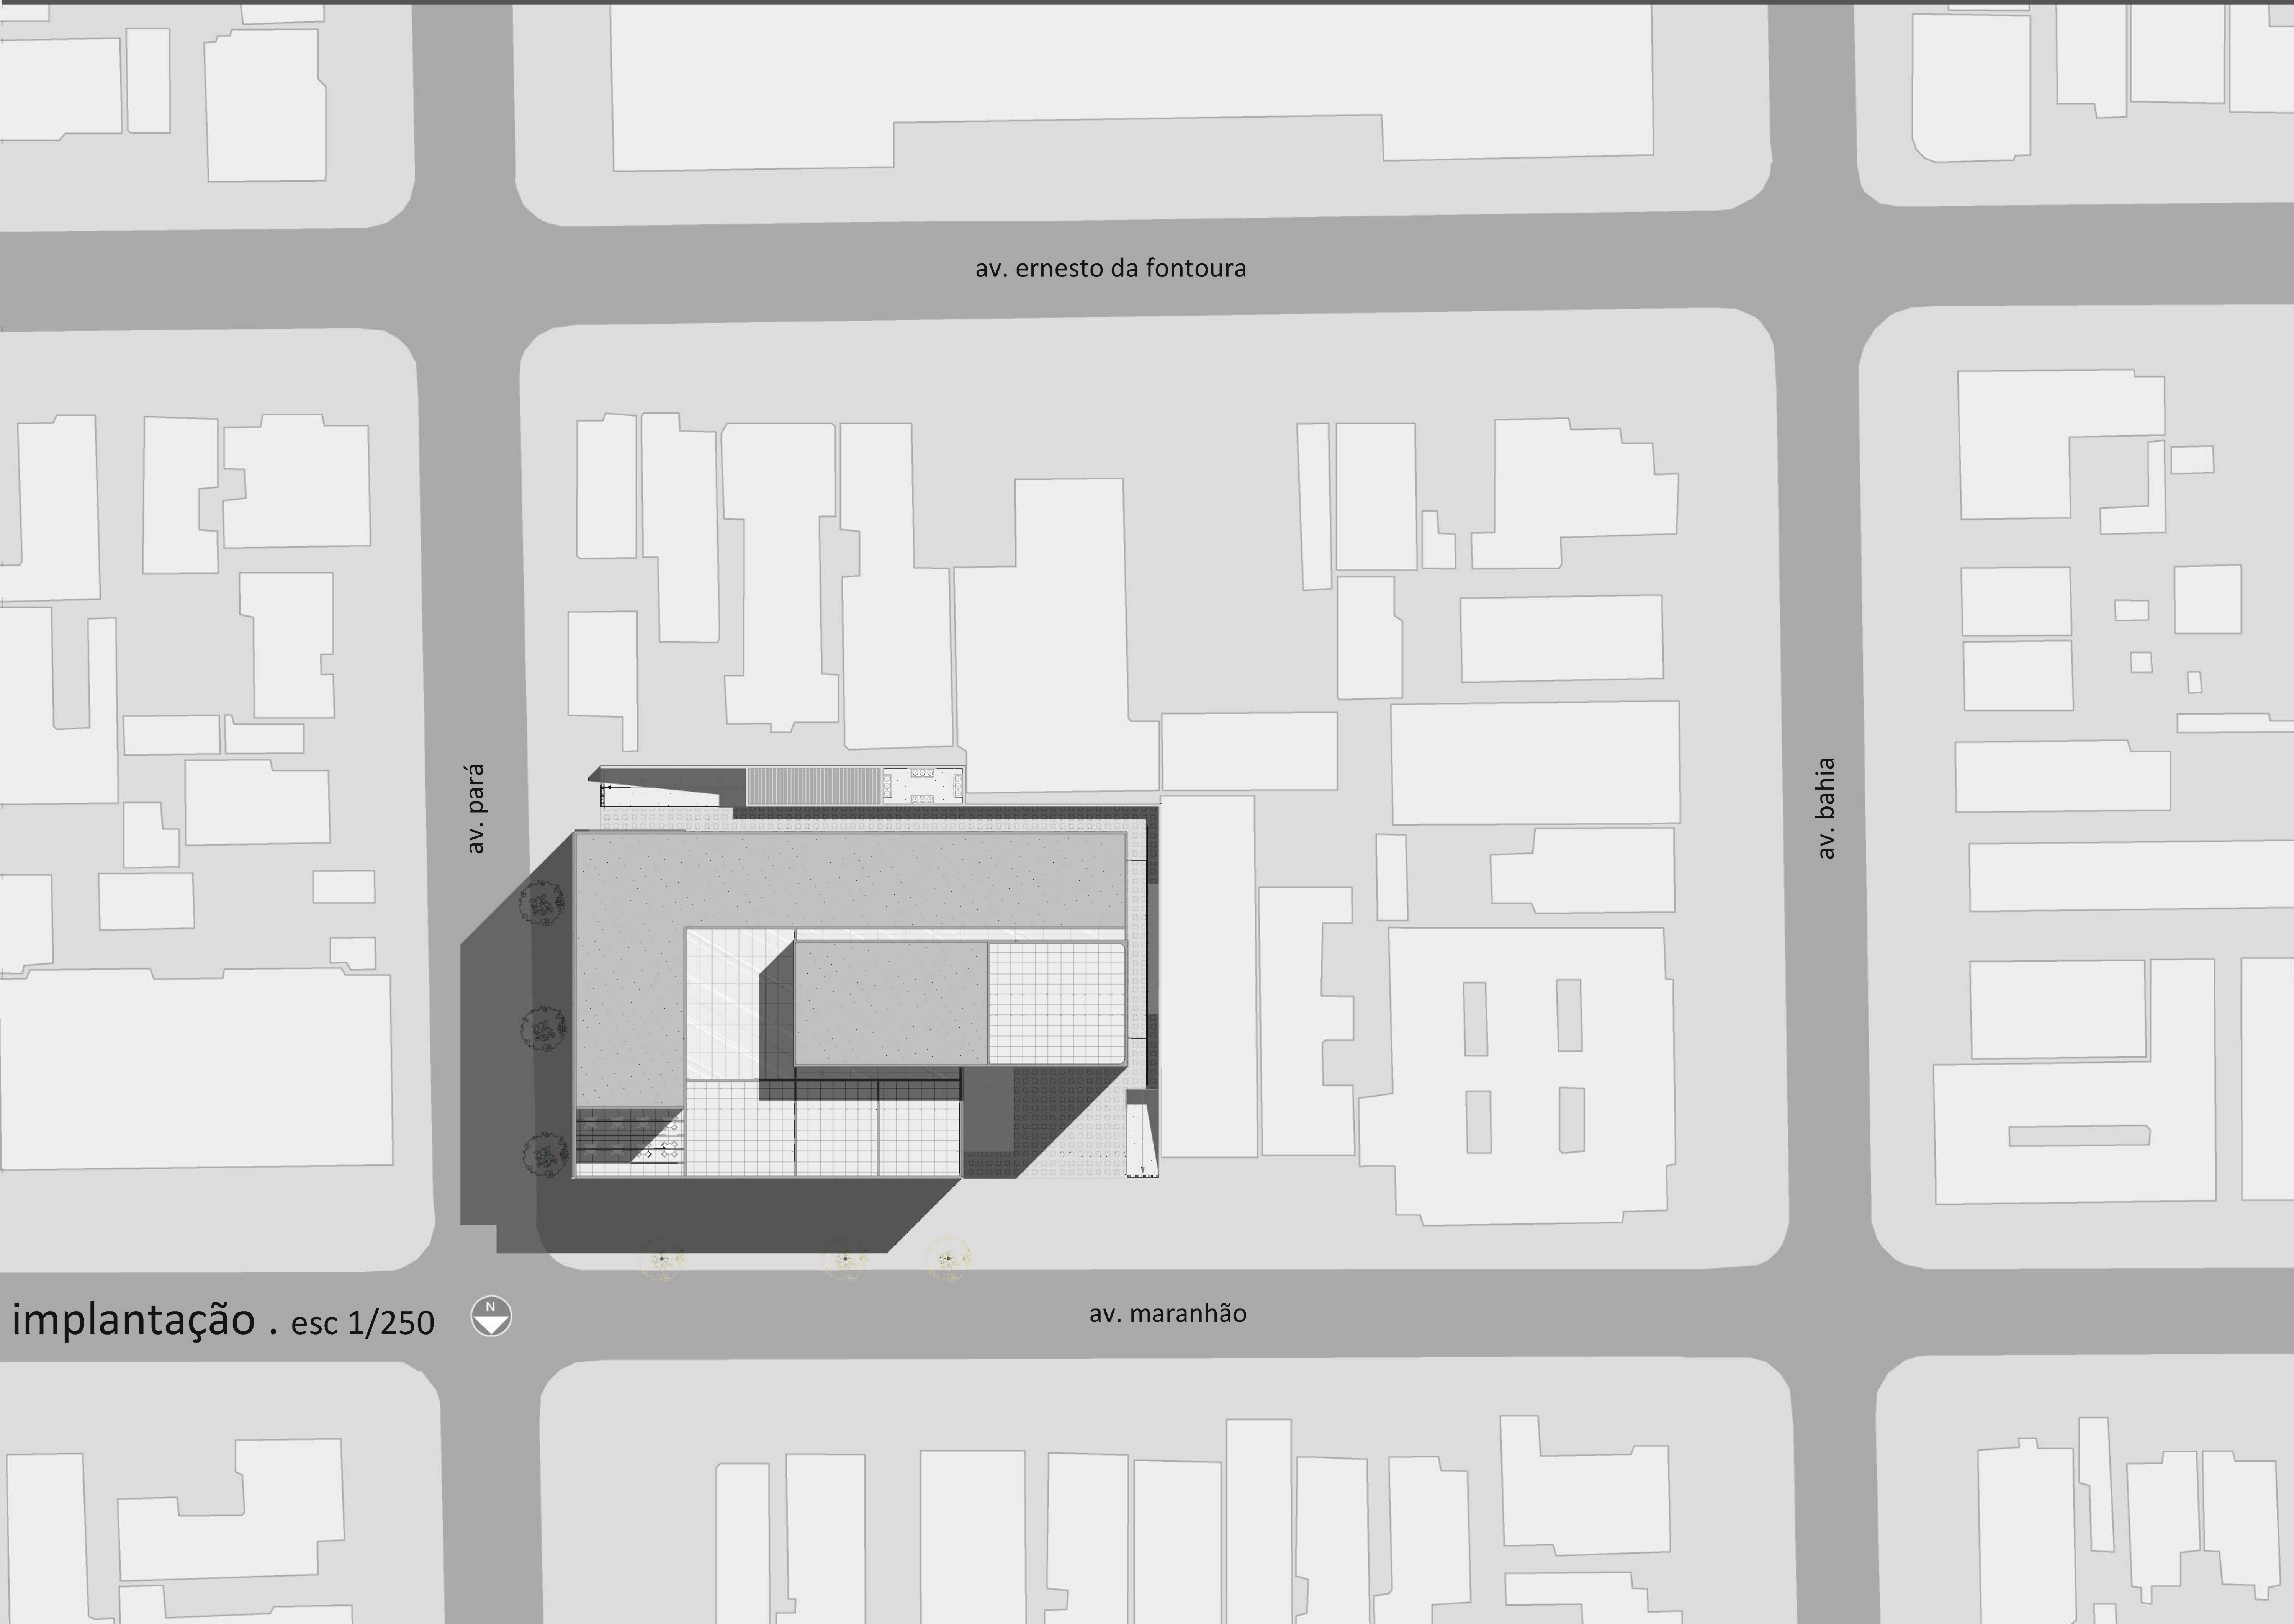 av. ernesto da fontoura
av. pará
av. bahia
implantação . esc 1/250
N
av. maranhão